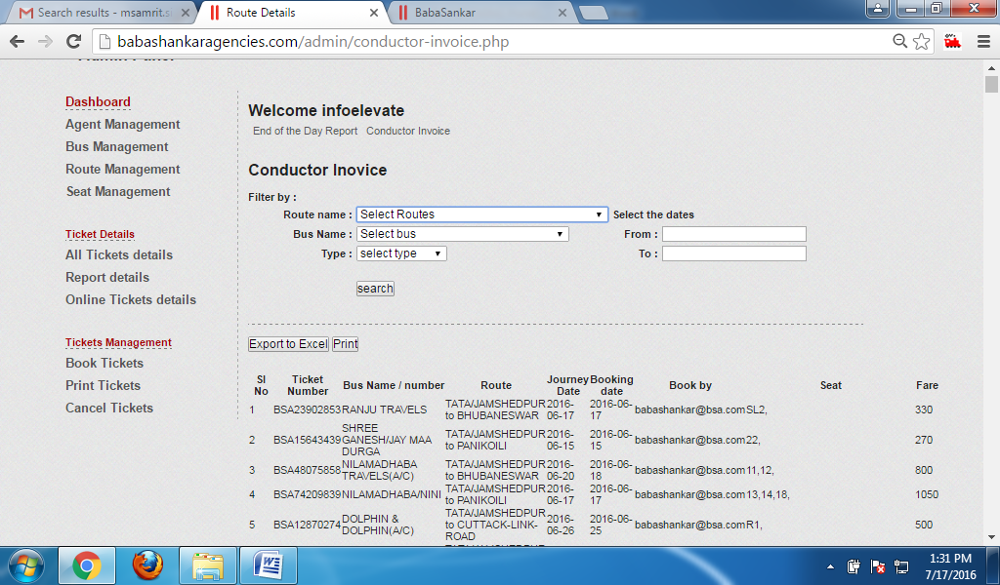 Search results - msamrit.s
Route Details
BabaSankar
babashankaragencies.com/admin/conductor-invoice.php
Dashboard
Agent Management
Bus Management
Route Management
Seat Management
Ticket Details
All Tickets details
Report details
Online Tickets details
Tickets Management
Book Tickets
Print Tickets
Cancel Tickets
Welcome infoelevate
End of the Day Report Conductor Invoice
Conductor Inovice
Filter by :
Route name : Select Routes Select the dates
Bus Name : Select bus From :
Type : select type To :
search
Export to Excel Print
Sl No Ticket Number Bus Name / number Route Journey Date Booking date Book by Seat Fare
1 BSA23902853 RANJU TRAVELS TATA/JAMSHEDPUR to BHUBANESWAR 2016-06-17 2016-06-17 babashankar@bsa.com SL2, 330
2 BSA15643439 SHREE GANESH/JAY MAA DURGA TATA/JAMSHEDPUR to PANIKOILI 2016-06-15 2016-06-15 babashankar@bsa.com 22, 270
3 BSA48075858 NILAMADHABA TRAVELS(A/C) TATA/JAMSHEDPUR to BHUBANESWAR 2016-06-20 2016-06-18 babashankar@bsa.com 11,12, 800
4 BSA74209839 NILAMADHABA/NINI TATA/JAMSHEDPUR to PANIKOILI 2016-06-17 2016-06-17 babashankar@bsa.com 13,14,18, 1050
5 BSA12870274 DOLPHIN & DOLPHIN(A/C) TATA/JAMSHEDPUR to CUTTACK-LINK-ROAD 2016-06-26 2016-06-25 babashankar@bsa.com R1, 500
1:31 PM
7/17/2016